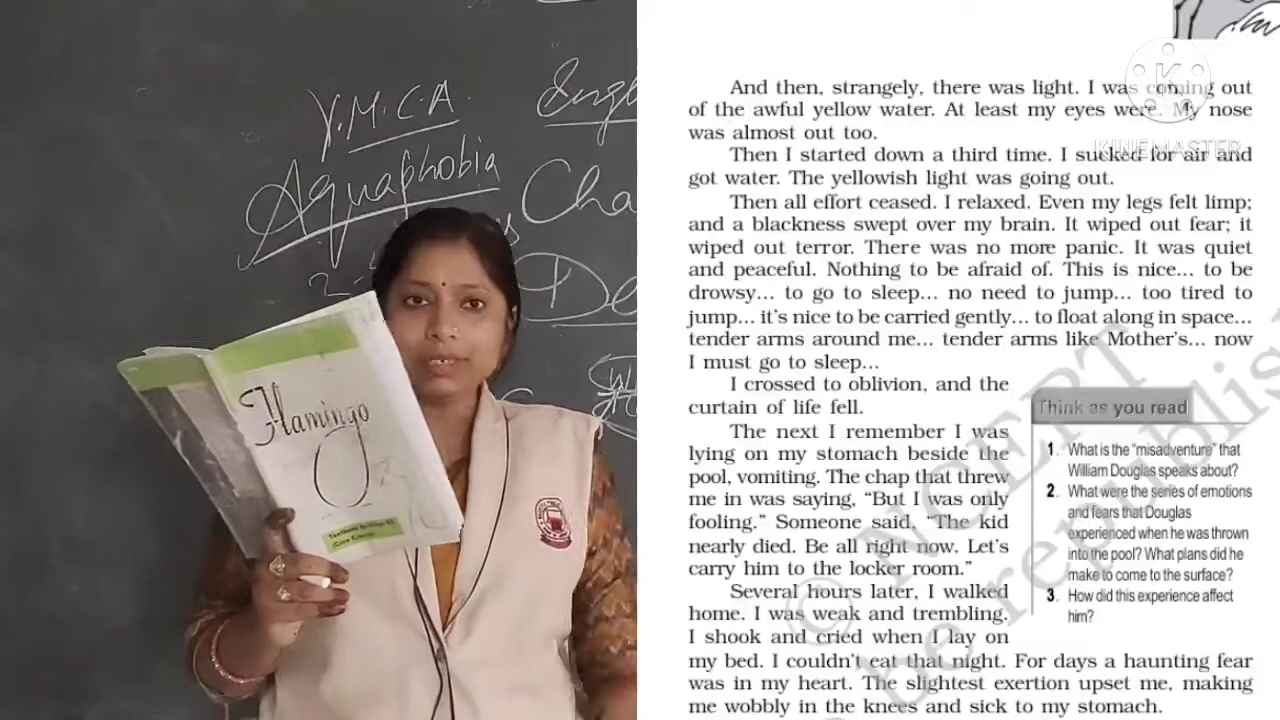 Y.M.C.A.
Aquaphobia
Flamingo
Textbook for Class XII
(Core Course)
And then, strangely, there was light. I was coming out
of the awful yellow water. At least my eyes were. My nose
was almost out too.
Then I started down a third time. I sucked for air and
got water. The yellowish light was going out.
Then all effort ceased. I relaxed. Even my legs felt limp;
and a blackness swept over my brain. It wiped out fear; it
wiped out terror. There was no more panic. It was quiet
and peaceful. Nothing to be afraid of. This is nice... to be
drowsy... to go to sleep... no need to jump... too tired to
jump... it's nice to be carried gently... to float along in space...
tender arms around me... tender arms like Mother's... now
I must go to sleep...
I crossed to oblivion, and the
curtain of life fell.
The next I remember I was
lying on my stomach beside the
pool, vomiting. The chap that threw
me in was saying, “But I was only
fooling.” Someone said, “The kid
nearly died. Be all right now. Let's
carry him to the locker room.”
Several hours later, I walked
home. I was weak and trembling.
I shook and cried when I lay on
my bed. I couldn't eat that night. For days a haunting fear
was in my heart. The slightest exertion upset me, making
me wobbly in the knees and sick to my stomach.
Think as you read
1. What is the “misadventure” that
William Douglas speaks about?
2. What were the series of emotions
and fears that Douglas
experienced when he was thrown
into the pool? What plans did he
make to come to the surface?
3. How did this experience affect
him?
KINEMASTER
© NCERT
be republis